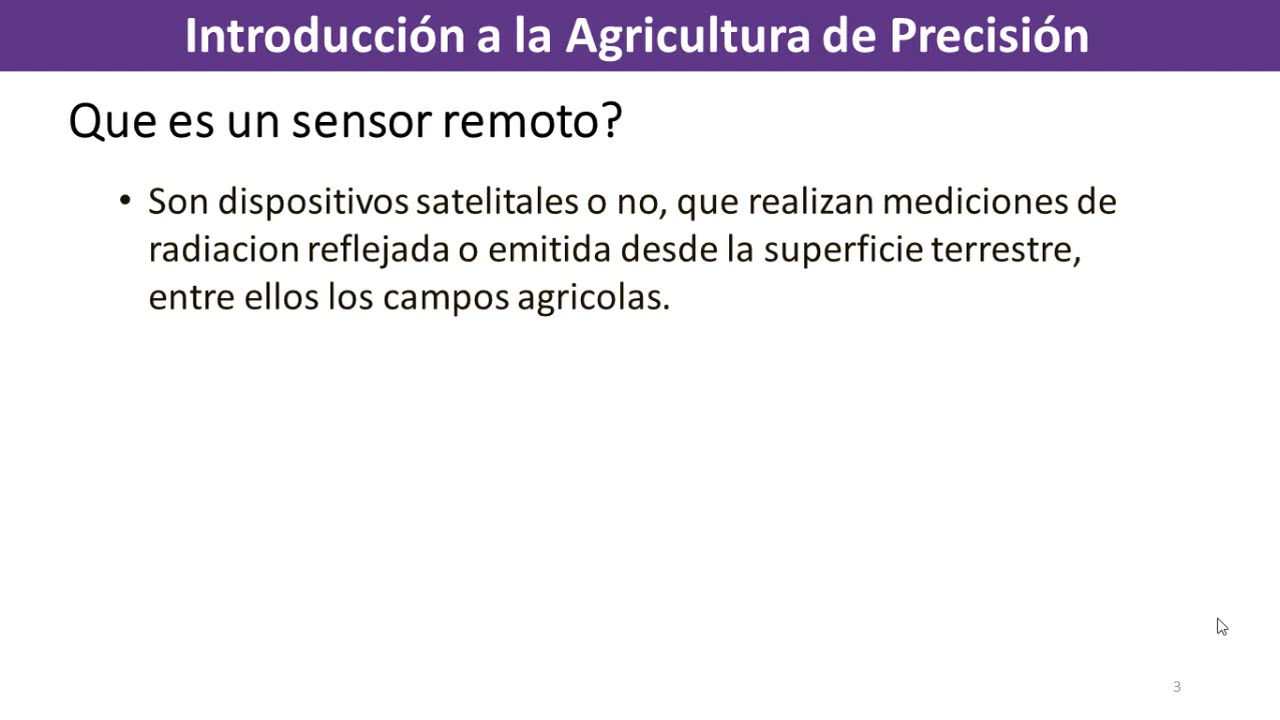 Introducción a la Agricultura de Precisión
Que es un sensor remoto?
• Son dispositivos satelitales o no, que realizan mediciones de
radiacion reflejada o emitida desde la superficie terrestre,
entre ellos los campos agricolas.
3